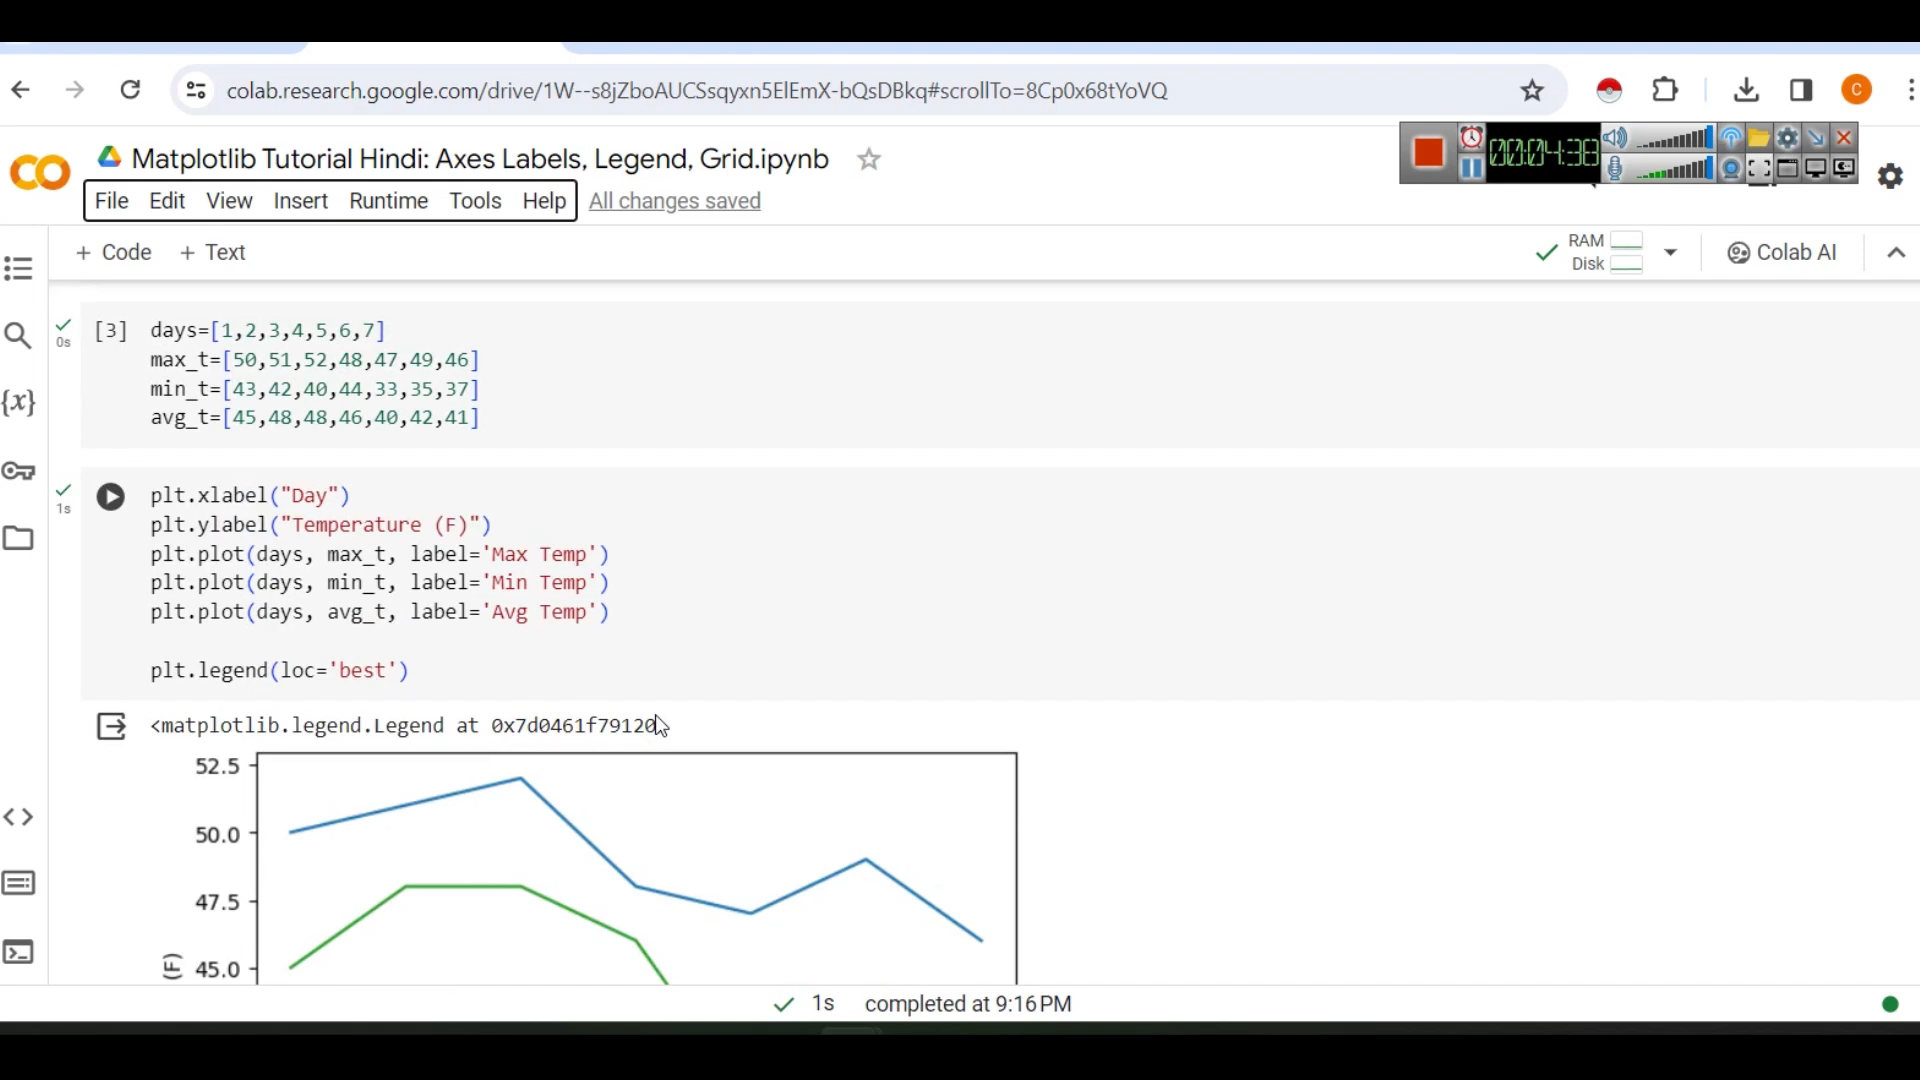 colab.research.google.com/drive/1W--s8jZboAUCSsqyxn5ElEmX-bQsDBkq#scrollTo=8Cp0x68tYoVQ
C
Matplotlib Tutorial Hindi: Axes Labels, Legend, Grid.ipynb
00:04:38
File Edit View Insert Runtime Tools Help All changes saved
+ Code + Text
RAM
Disk
Colab AI
[3] days=[1,2,3,4,5,6,7]
0s
max_t=[50,51,52,48,47,49,46]
min_t=[43,42,40,44,33,35,37]
avg_t=[45,48,48,46,40,42,41]
plt.xlabel("Day")
1s
plt.ylabel("Temperature (F)")
plt.plot(days, max_t, label='Max Temp')
plt.plot(days, min_t, label='Min Temp')
plt.plot(days, avg_t, label='Avg Temp')
plt.legend(loc='best')
<matplotlib.legend.Legend at 0x7d0461f79120>
52.5
50.0
47.5
45.0
(F)
1s completed at 9:16 PM